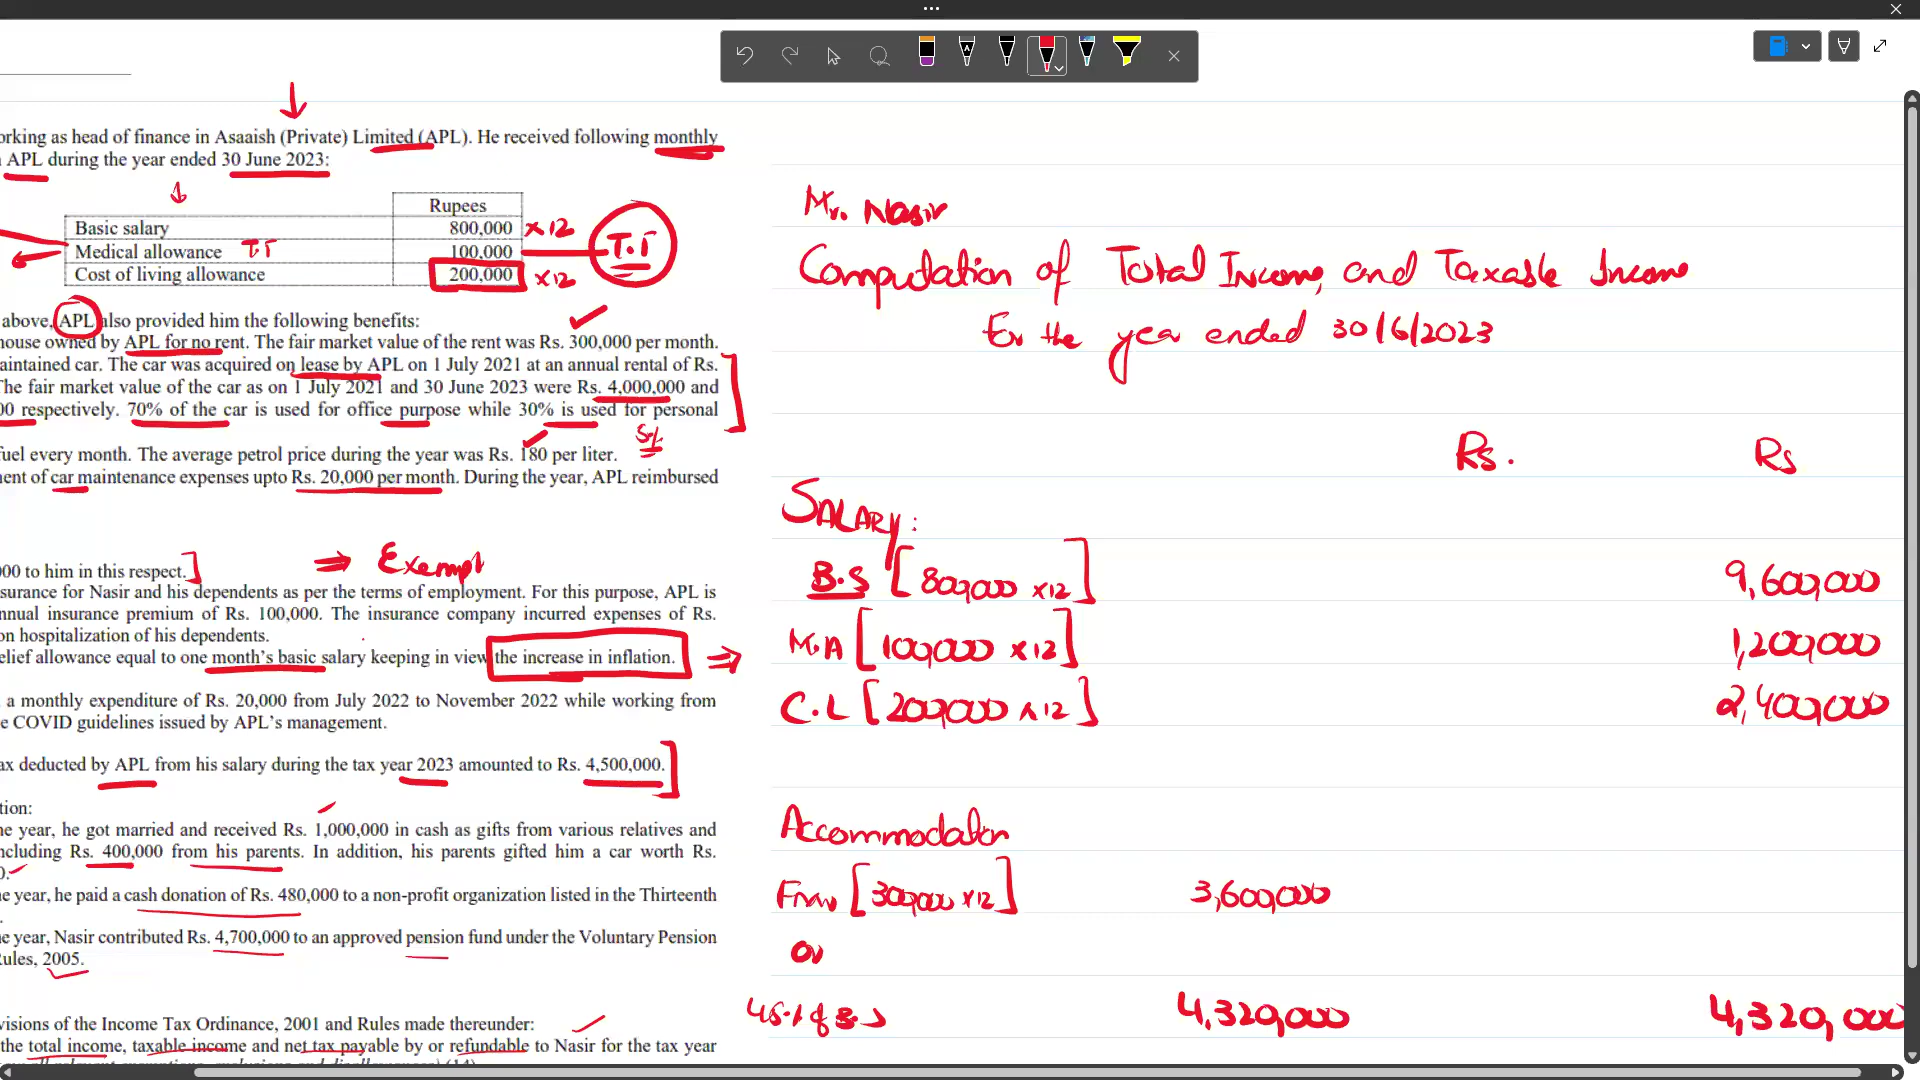 orking as head of finance in Asaaish (Private) Limited (APL). He received following monthly
APL during the year ended 30 June 2023:
Rupees
Basic salary 800,000 x12
Medical allowance T.T 100,000 T.T
Cost of living allowance 200,000 x12
above, APL also provided him the following benefits:
house owned by APL for no rent. The fair market value of the rent was Rs. 300,000 per month.
aintained car. The car was acquired on lease by APL on 1 July 2021 at an annual rental of Rs.
The fair market value of the car as on 1 July 2021 and 30 June 2023 were Rs. 4,000,000 and
00 respectively. 70% of the car is used for office purpose while 30% is used for personal
5%
fuel every month. The average petrol price during the year was Rs. 180 per liter.
ent of car maintenance expenses upto Rs. 20,000 per month. During the year, APL reimbursed
⇒ Exempt
000 to him in this respect.
surance for Nasir and his dependents as per the terms of employment. For this purpose, APL is
nnual insurance premium of Rs. 100,000. The insurance company incurred expenses of Rs.
on hospitalization of his dependents.
elief allowance equal to one month's basic salary keeping in view the increase in inflation. ⇒
a monthly expenditure of Rs. 20,000 from July 2022 to November 2022 while working from
e COVID guidelines issued by APL's management.
ax deducted by APL from his salary during the tax year 2023 amounted to Rs. 4,500,000.
tion:
he year, he got married and received Rs. 1,000,000 in cash as gifts from various relatives and
ncluding Rs. 400,000 from his parents. In addition, his parents gifted him a car worth Rs.
0.
he year, he paid a cash donation of Rs. 480,000 to a non-profit organization listed in the Thirteenth
.
e year, Nasir contributed Rs. 4,700,000 to an approved pension fund under the Voluntary Pension
Rules, 2005.
visions of the Income Tax Ordinance, 2001 and Rules made thereunder:
the total income, taxable income and net tax payable by or refundable to Nasir for the tax year
Mr. Nasir
Computation of Total Income, and Taxable Income
For the year ended 30/6/2023
Rs. Rs
SALARY:
B.S [800,000 x12] 9,600,000
M.A [100,000 x12] 1,200,000
C.L [200,000 x12] 2,400,000
Accommodation
[300,000 x12] 3,600,000
or
45% of B.S 4,320,000 4,320,000